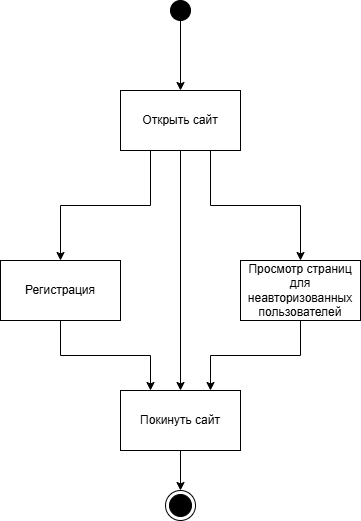 Открыть сайт
Регистрация
Просмотр страниц
для
неавторизованных
пользователей
Покинуть сайт